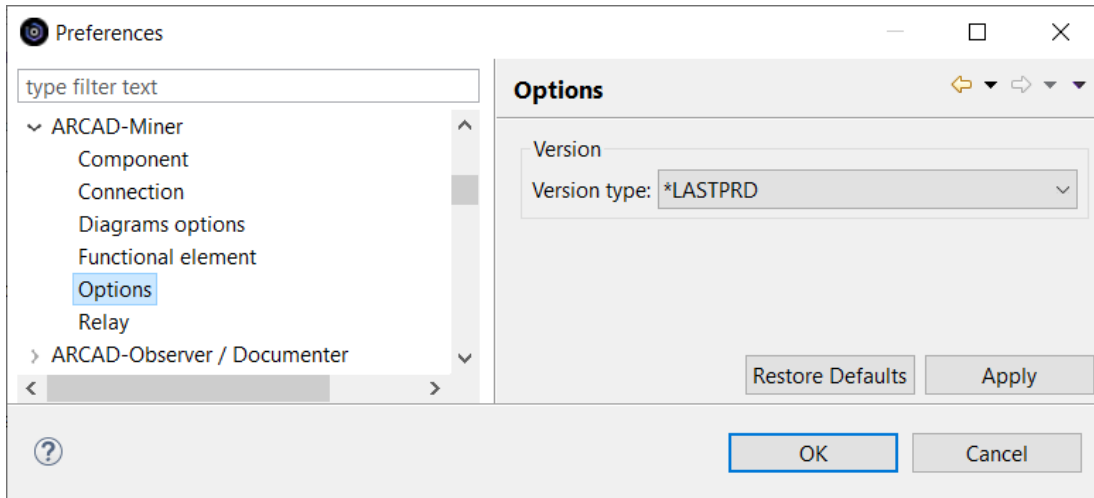 Preferences
type filter text
ARCAD-Miner
Component
Connection
Diagrams options
Functional element
Options
Relay
ARCAD-Observer / Documenter
Options
Version
Version type: *LASTPRD
Restore Defaults
Apply
?
OK
Cancel